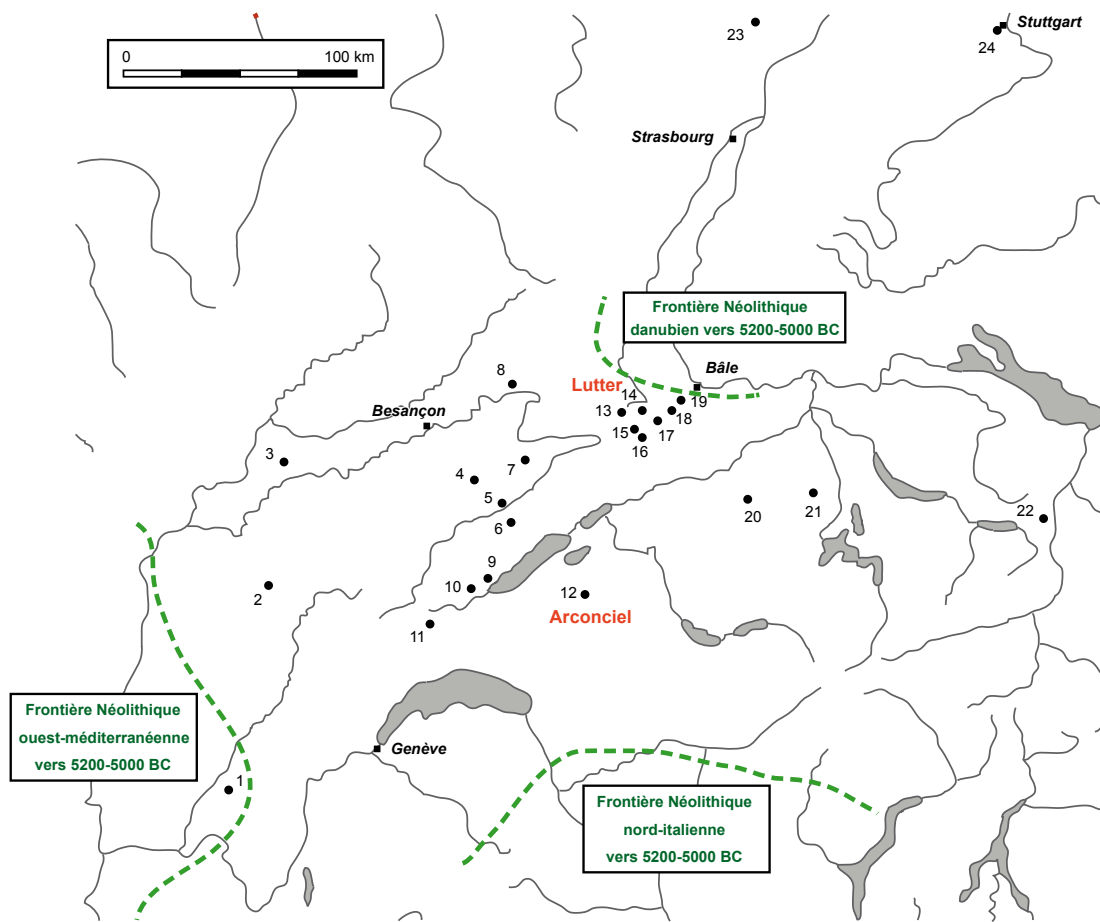 23
Stuttgart
24
0 100 km
Strasbourg
Frontière Néolithique
danubien vers 5200-5000 BC
Bâle
Lutter
8
14
19
13
18
Besançon
17
15
16
3
7
4
5
6
20
21
22
9
10
12
2
11
Arconciel
Frontière Néolithique
ouest-méditerranéenne
vers 5200-5000 BC
Genève
1
Frontière Néolithique
nord-italienne
vers 5200-5000 BC